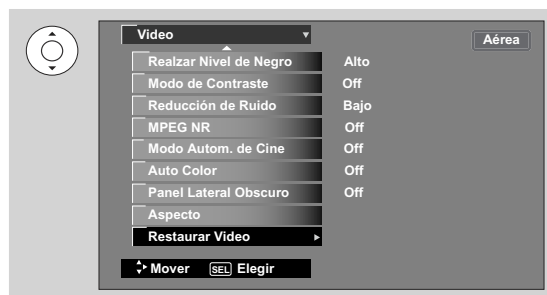 Video
Aérea
Realzar Nivel de Negro Alto
Modo de Contraste Off
Reducción de Ruido Bajo
MPEG NR Off
Modo Autom. de Cine Off
Auto Color Off
Panel Lateral Obscuro Off
Aspecto
Restaurar Video
Mover SEL Elegir